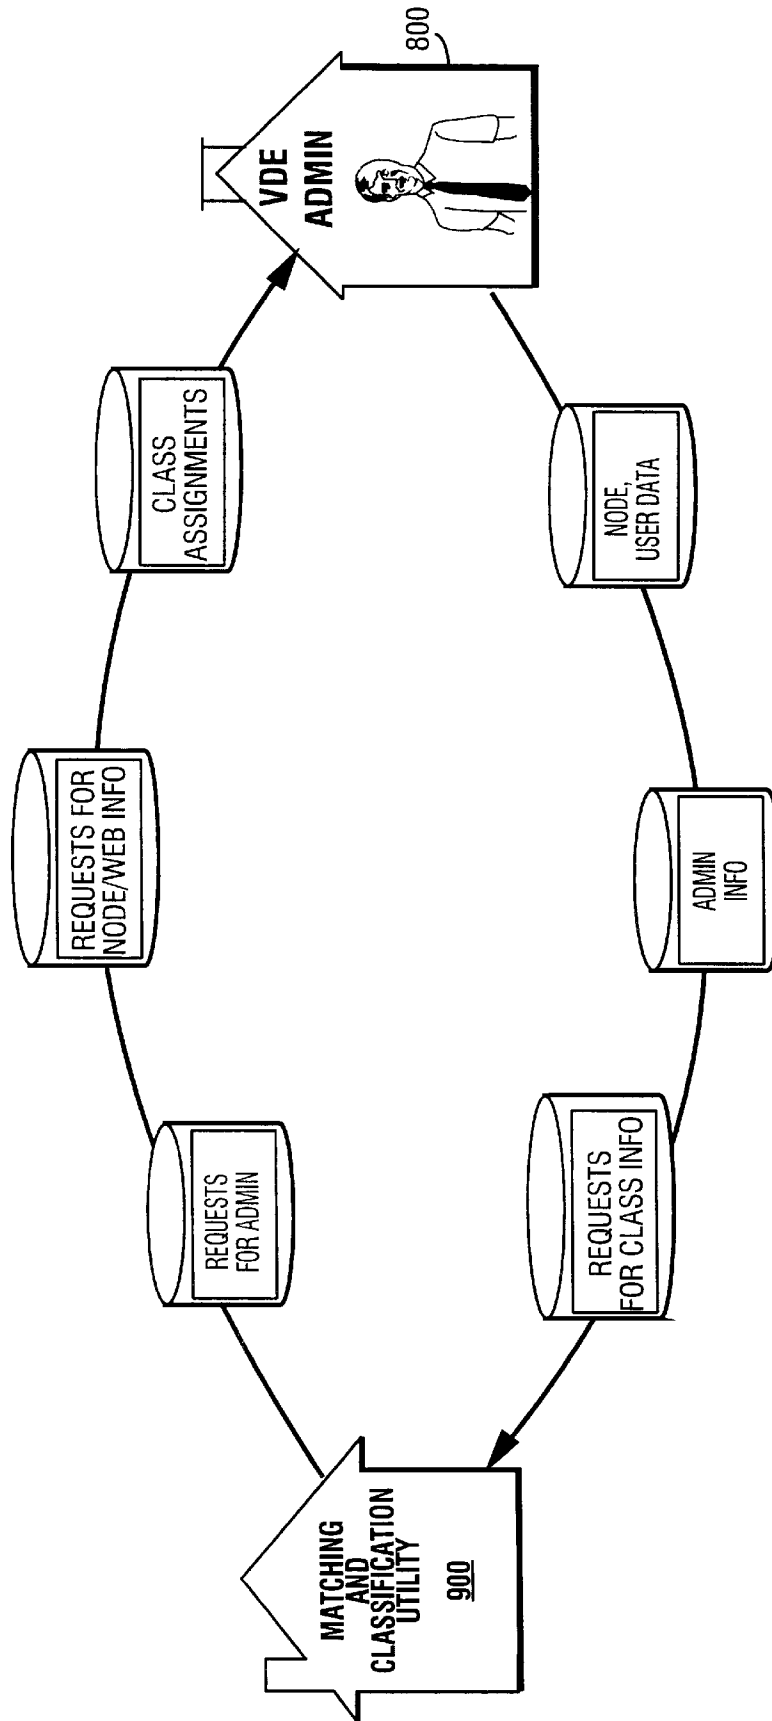 REQUESTS FOR
NODE/WEB INFO
CLASS
ASSIGNMENTS
REQUESTS
FOR ADMIN
VDE
ADMIN
800
MATCHING
AND
CLASSIFICATION
UTILITY
900
REQUESTS
FOR CLASS INFO
ADMIN
INFO
NODE,
USER DATA